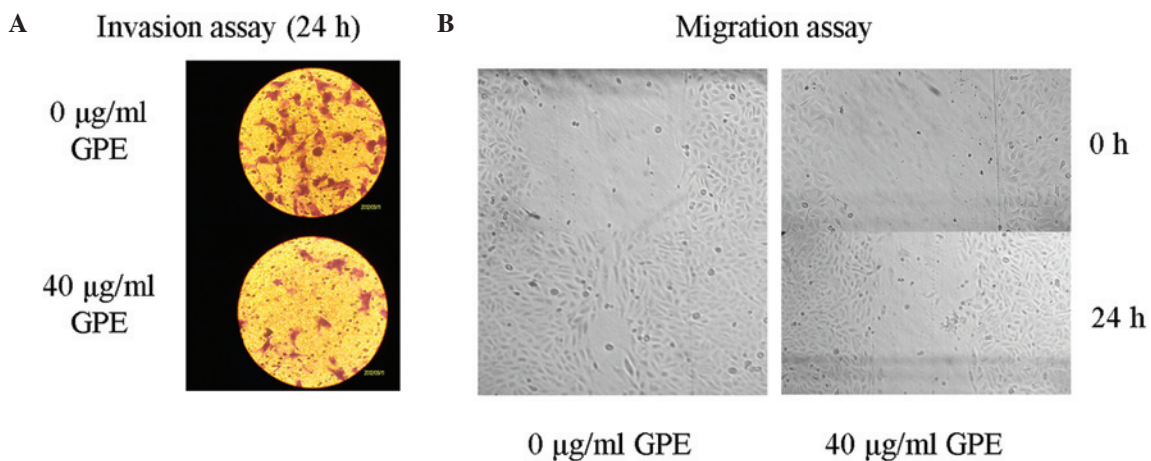 A
Invasion assay (24 h)
0 µg/ml
GPE
40 µg/ml
GPE
B
Migration assay
0 h
24 h
0 µg/ml GPE
40 µg/ml GPE